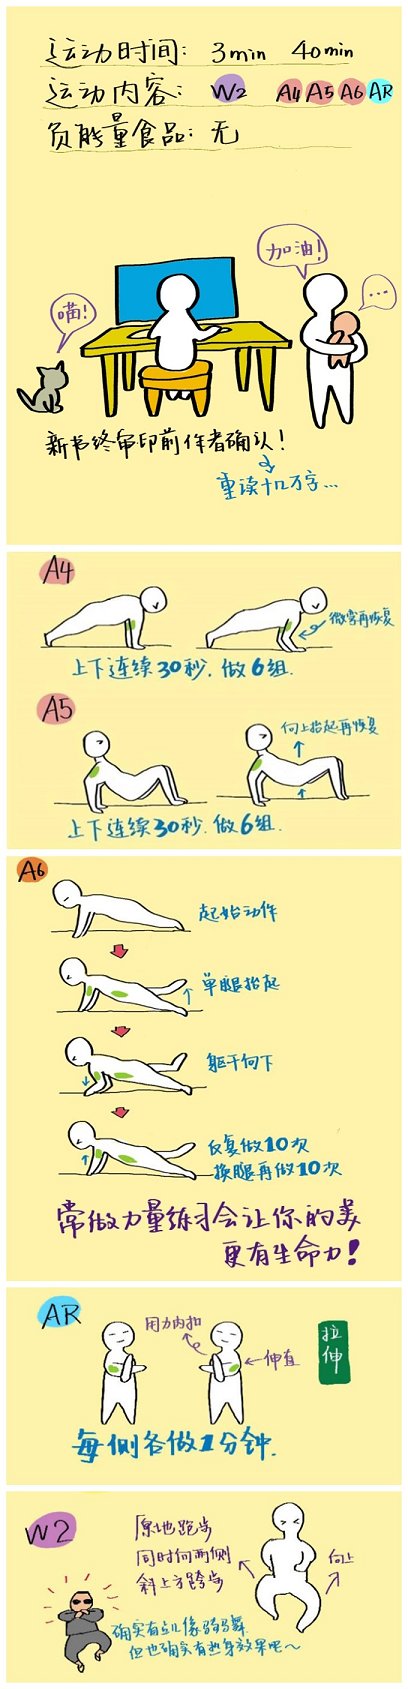 运动时间：3min 40min
运动内容：W2 A4 A5 A6 AR
负能量食品：无
加油！
…
喵！
新书终审印前作者确认！
重读十几万字…
A4
微弯再恢复
上下连续30秒，做6组.
A5
向上抬起再恢复
上下连续30秒，做6组.
A6
起始动作
单腿抬起
躯干向下
反复做10次
换腿再做10次
常做力量练习会让你的美
更有生命力！
AR
用力内扣
拉伸
伸直
每侧各做1分钟.
W2
原地跑步
同时向两侧
斜上方跨步
向上
确实有点儿像骑马舞
但也确实有热身效果呢～